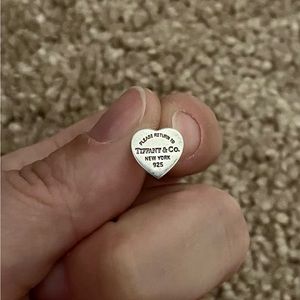 PLEASE RETURN TO
TIFFANY & CO.
NEW YORK
925